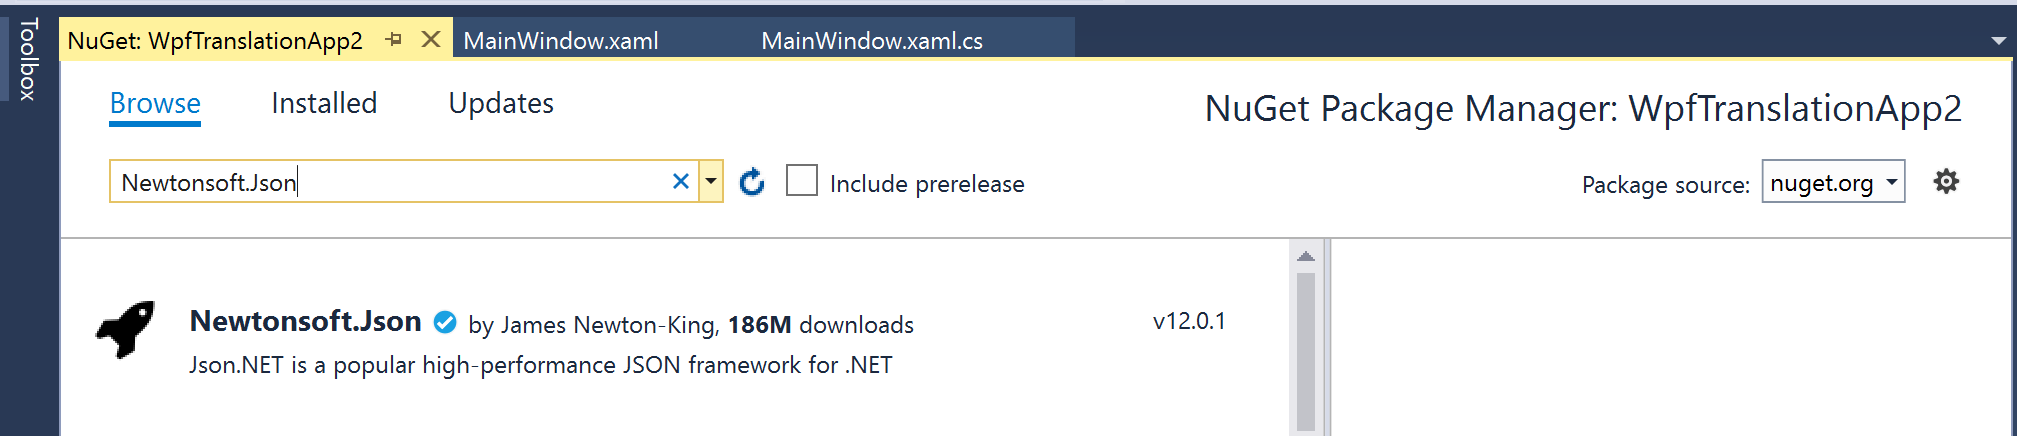 Toolbox
NuGet: WpfTranslationApp2
MainWindow.xaml
MainWindow.xaml.cs
Browse
Installed
Updates
NuGet Package Manager: WpfTranslationApp2
Newtonsoft.Json
Include prerelease
Package source:
nuget.org
Newtonsoft.Json by James Newton-King, 186M downloads
v12.0.1
Json.NET is a popular high-performance JSON framework for .NET